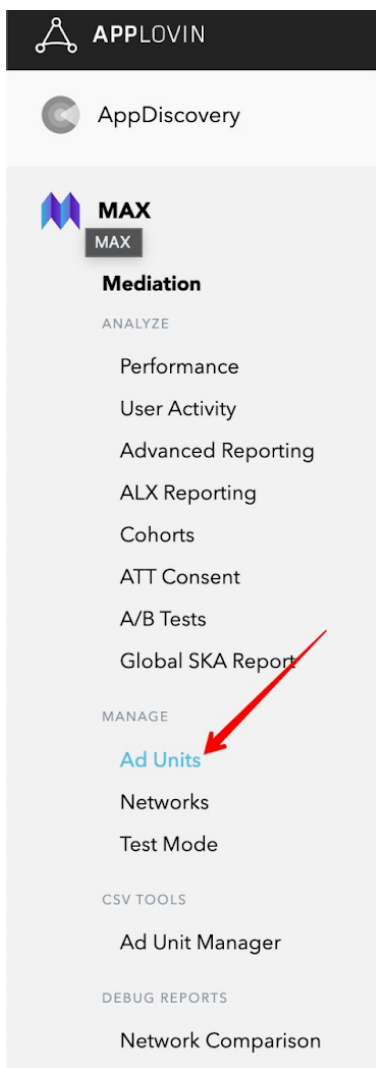 APPLOVIN
AppDiscovery
MAX
MAX
Mediation
ANALYZE
Performance
User Activity
Advanced Reporting
ALX Reporting
Cohorts
ATT Consent
A/B Tests
Global SKA Report
MANAGE
Ad Units
Networks
Test Mode
CSV TOOLS
Ad Unit Manager
DEBUG REPORTS
Network Comparison